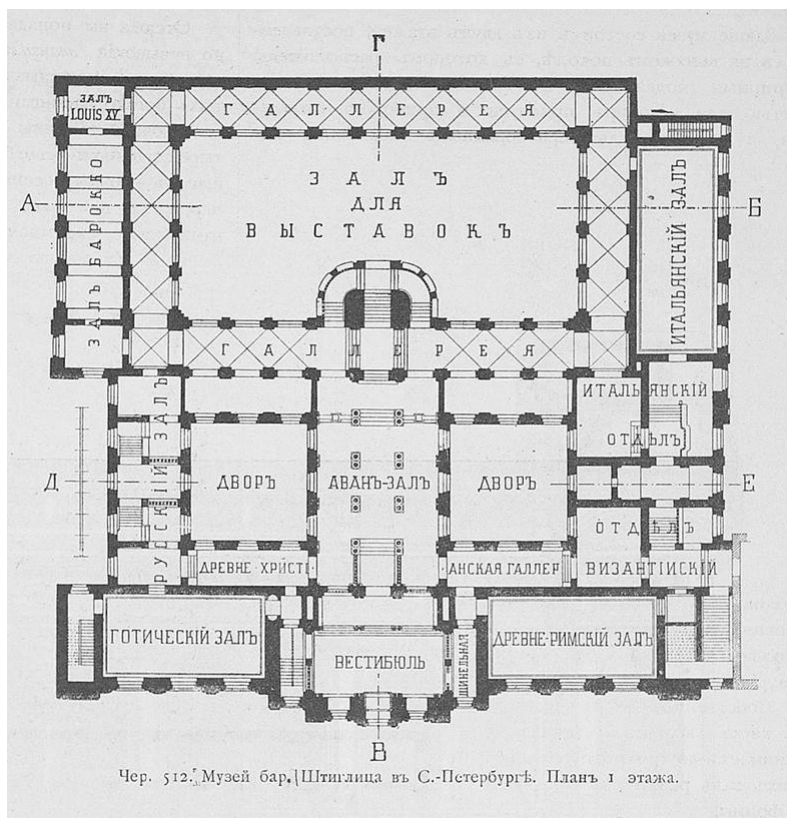 Г
ЗАЛЪ
LOUIS XV
ГАЛЛЕРЕЯ
ЗАЛЪ БАРОККО
А
ЗАЛЪ
ДЛЯ
ВЫСТАВОКЪ
ИТАЛЬЯНСКІЙ ЗАЛЪ
Б
ГАЛЛЕРЕЯ
ИТАЛЬЯНСКІЙ
ОТДѢЛЪ
РУССКІЙ ЗАЛЪ
Д
ДВОРЪ
АВАНЪ-ЗАЛЪ
ДВОРЪ
Е
ОТДѢЛЪ
ВИЗАНТІЙСКІЙ
ДРЕВНЕ-ХРИСТІ-
АНСКАЯ ГАЛЛЕР
ГОТИЧЕСКІЙ ЗАЛЪ
ВЕСТИБЮЛЬ
ШИНЕЛЬНАЯ
ДРЕВНЕ-РИМСКІЙ ЗАЛЪ
В
Чер. 512. Музей бар. Штиглица въ С.-Петербургѣ. Планъ 1 этажа.